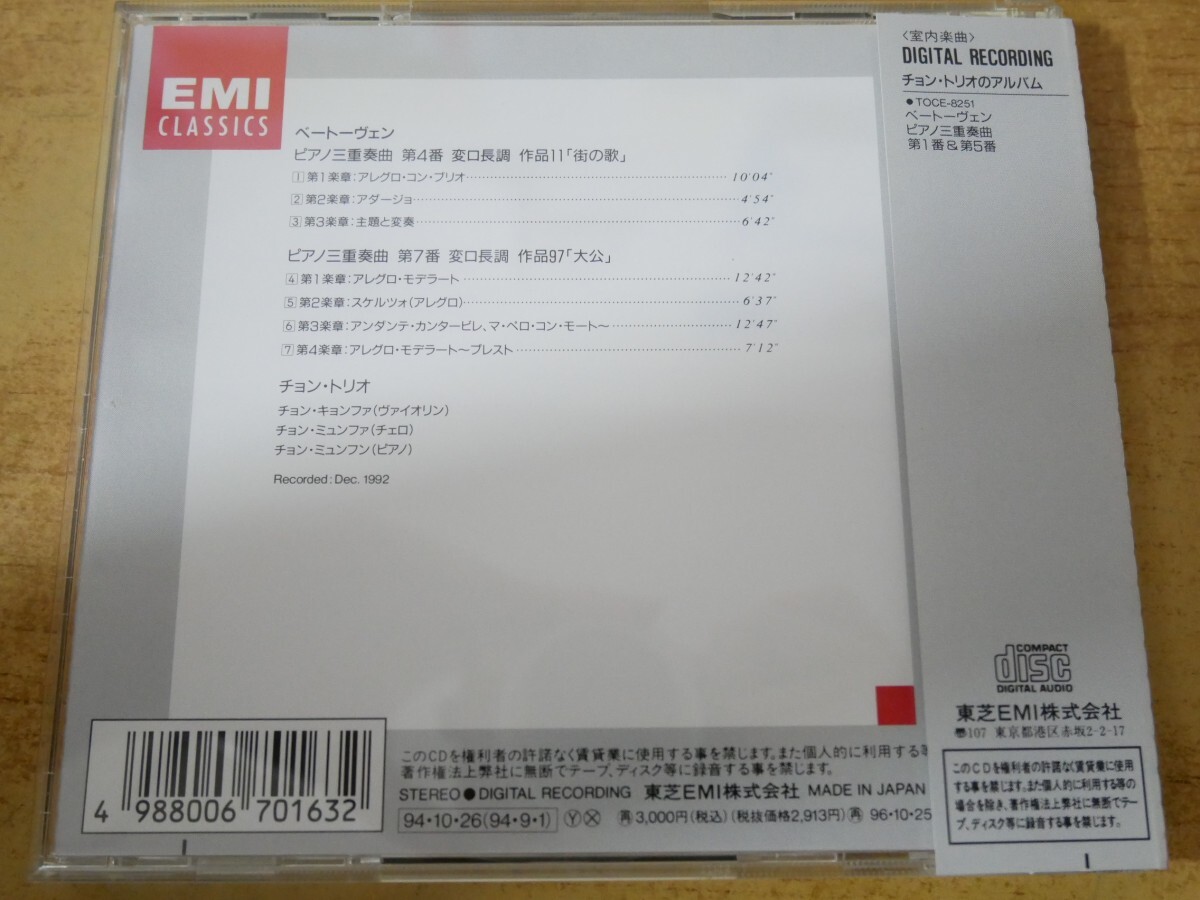 EMI
CLASSICS
ベートーヴェン
ピアノ三重奏曲 第4番 変ロ長調 作品11「街の歌」
1 第1楽章:アレグロ・コン・ブリオ 10'04"
2 第2楽章:アダージョ 4'54"
3 第3楽章:主題と変奏 6'42"
ピアノ三重奏曲 第7番 変ロ長調 作品97「大公」
4 第1楽章:アレグロ・モデラート 12'42"
5 第2楽章:スケルツォ(アレグロ) 6'37"
6 第3楽章:アンダンテ・カンタービレ、マ・ペロ・コン・モート〜 12'47"
7 第4楽章:アレグロ・モデラート〜プレスト 7'12"
チョン・トリオ
チョン・キョンファ(ヴァイオリン)
チョン・ミュンファ(チェロ)
チョン・ミュンフン(ピアノ)
Recorded: Dec. 1992
4 988006 701632
このCDを権利者の許諾なく賃貸業に使用する事を禁じます。また個人的に利用する等
著作権法上弊社に無断でテープ、ディスク等に録音する事を禁じます。
STEREO ● DIGITAL RECORDING 東芝EMI株式会社 MADE IN JAPAN
94・10・26(94・9・1) Ⓨ Ⓧ 再 3,000円(税込)(税抜価格2,913円) 再 96・10・25
〈室内楽曲〉
DIGITAL RECORDING
チョン・トリオのアルバム
●TOCE-8251
ベートーヴェン
ピアノ三重奏曲
第1番&第5番
COMPACT
disc
DIGITAL AUDIO
東芝EMI株式会社
〠107 東京都港区赤坂2-2-17
このCDを権利者の許諾なく賃貸業に使用
する事を禁じます。また個人的に利用する等の
場合を除き、著作権法上弊社に無断でテー
プ、ディスク等に録音する事を禁じます。